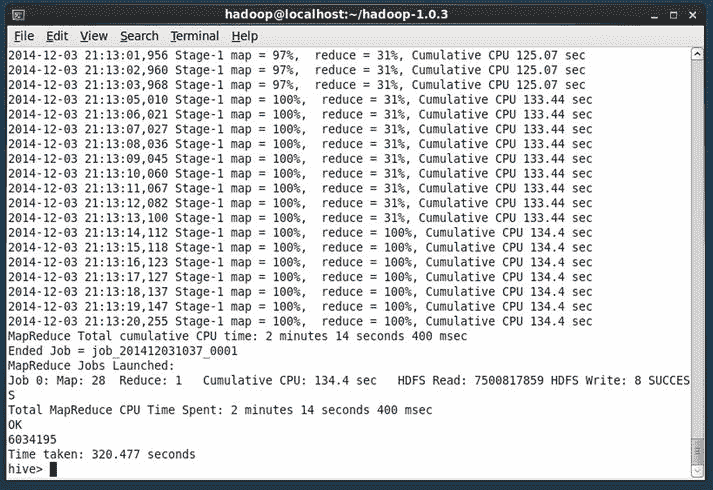 hadoop@localhost:~/hadoop-1.0.3
File Edit View Search Terminal Help
2014-12-03 21:13:01,956 Stage-1 map = 97%,  reduce = 31%, Cumulative CPU 125.07 sec
2014-12-03 21:13:02,960 Stage-1 map = 97%,  reduce = 31%, Cumulative CPU 125.07 sec
2014-12-03 21:13:03,968 Stage-1 map = 97%,  reduce = 31%, Cumulative CPU 125.07 sec
2014-12-03 21:13:05,010 Stage-1 map = 100%,  reduce = 31%, Cumulative CPU 133.44 sec
2014-12-03 21:13:06,021 Stage-1 map = 100%,  reduce = 31%, Cumulative CPU 133.44 sec
2014-12-03 21:13:07,027 Stage-1 map = 100%,  reduce = 31%, Cumulative CPU 133.44 sec
2014-12-03 21:13:08,036 Stage-1 map = 100%,  reduce = 31%, Cumulative CPU 133.44 sec
2014-12-03 21:13:09,045 Stage-1 map = 100%,  reduce = 31%, Cumulative CPU 133.44 sec
2014-12-03 21:13:10,060 Stage-1 map = 100%,  reduce = 31%, Cumulative CPU 133.44 sec
2014-12-03 21:13:11,067 Stage-1 map = 100%,  reduce = 31%, Cumulative CPU 133.44 sec
2014-12-03 21:13:12,082 Stage-1 map = 100%,  reduce = 31%, Cumulative CPU 133.44 sec
2014-12-03 21:13:13,100 Stage-1 map = 100%,  reduce = 31%, Cumulative CPU 133.44 sec
2014-12-03 21:13:14,112 Stage-1 map = 100%,  reduce = 100%, Cumulative CPU 134.4 sec
2014-12-03 21:13:15,118 Stage-1 map = 100%,  reduce = 100%, Cumulative CPU 134.4 sec
2014-12-03 21:13:16,123 Stage-1 map = 100%,  reduce = 100%, Cumulative CPU 134.4 sec
2014-12-03 21:13:17,127 Stage-1 map = 100%,  reduce = 100%, Cumulative CPU 134.4 sec
2014-12-03 21:13:18,137 Stage-1 map = 100%,  reduce = 100%, Cumulative CPU 134.4 sec
2014-12-03 21:13:19,147 Stage-1 map = 100%,  reduce = 100%, Cumulative CPU 134.4 sec
2014-12-03 21:13:20,255 Stage-1 map = 100%,  reduce = 100%, Cumulative CPU 134.4 sec
MapReduce Total cumulative CPU time: 2 minutes 14 seconds 400 msec
Ended Job = job_201412031037_0001
MapReduce Jobs Launched:
Job 0: Map: 28  Reduce: 1   Cumulative CPU: 134.4 sec   HDFS Read: 7500817859 HDFS Write: 8 SUCCES
S
Total MapReduce CPU Time Spent: 2 minutes 14 seconds 400 msec
OK
6034195
Time taken: 320.477 seconds
hive>